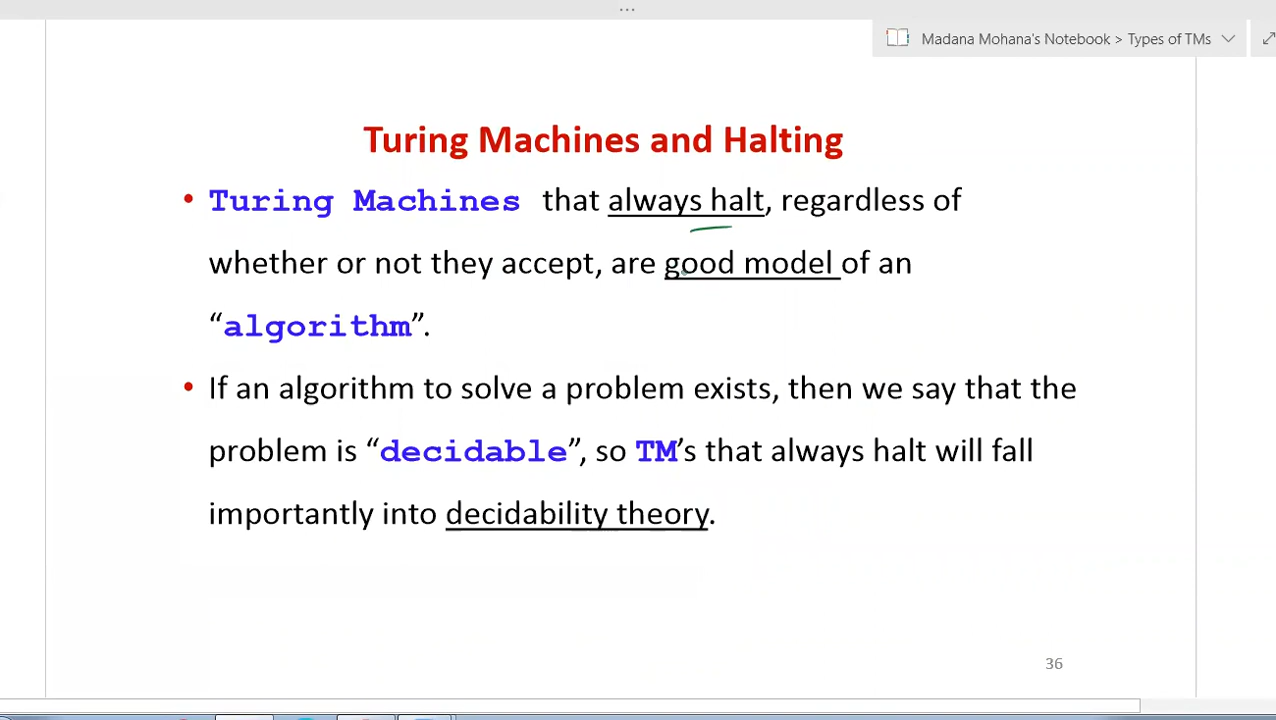 ...
Madana Mohana's Notebook > Types of TMs
Turing Machines and Halting
• Turing Machines that always halt, regardless of
whether or not they accept, are good model of an
“algorithm”.
• If an algorithm to solve a problem exists, then we say that the
problem is “decidable”, so TM’s that always halt will fall
importantly into decidability theory.
36